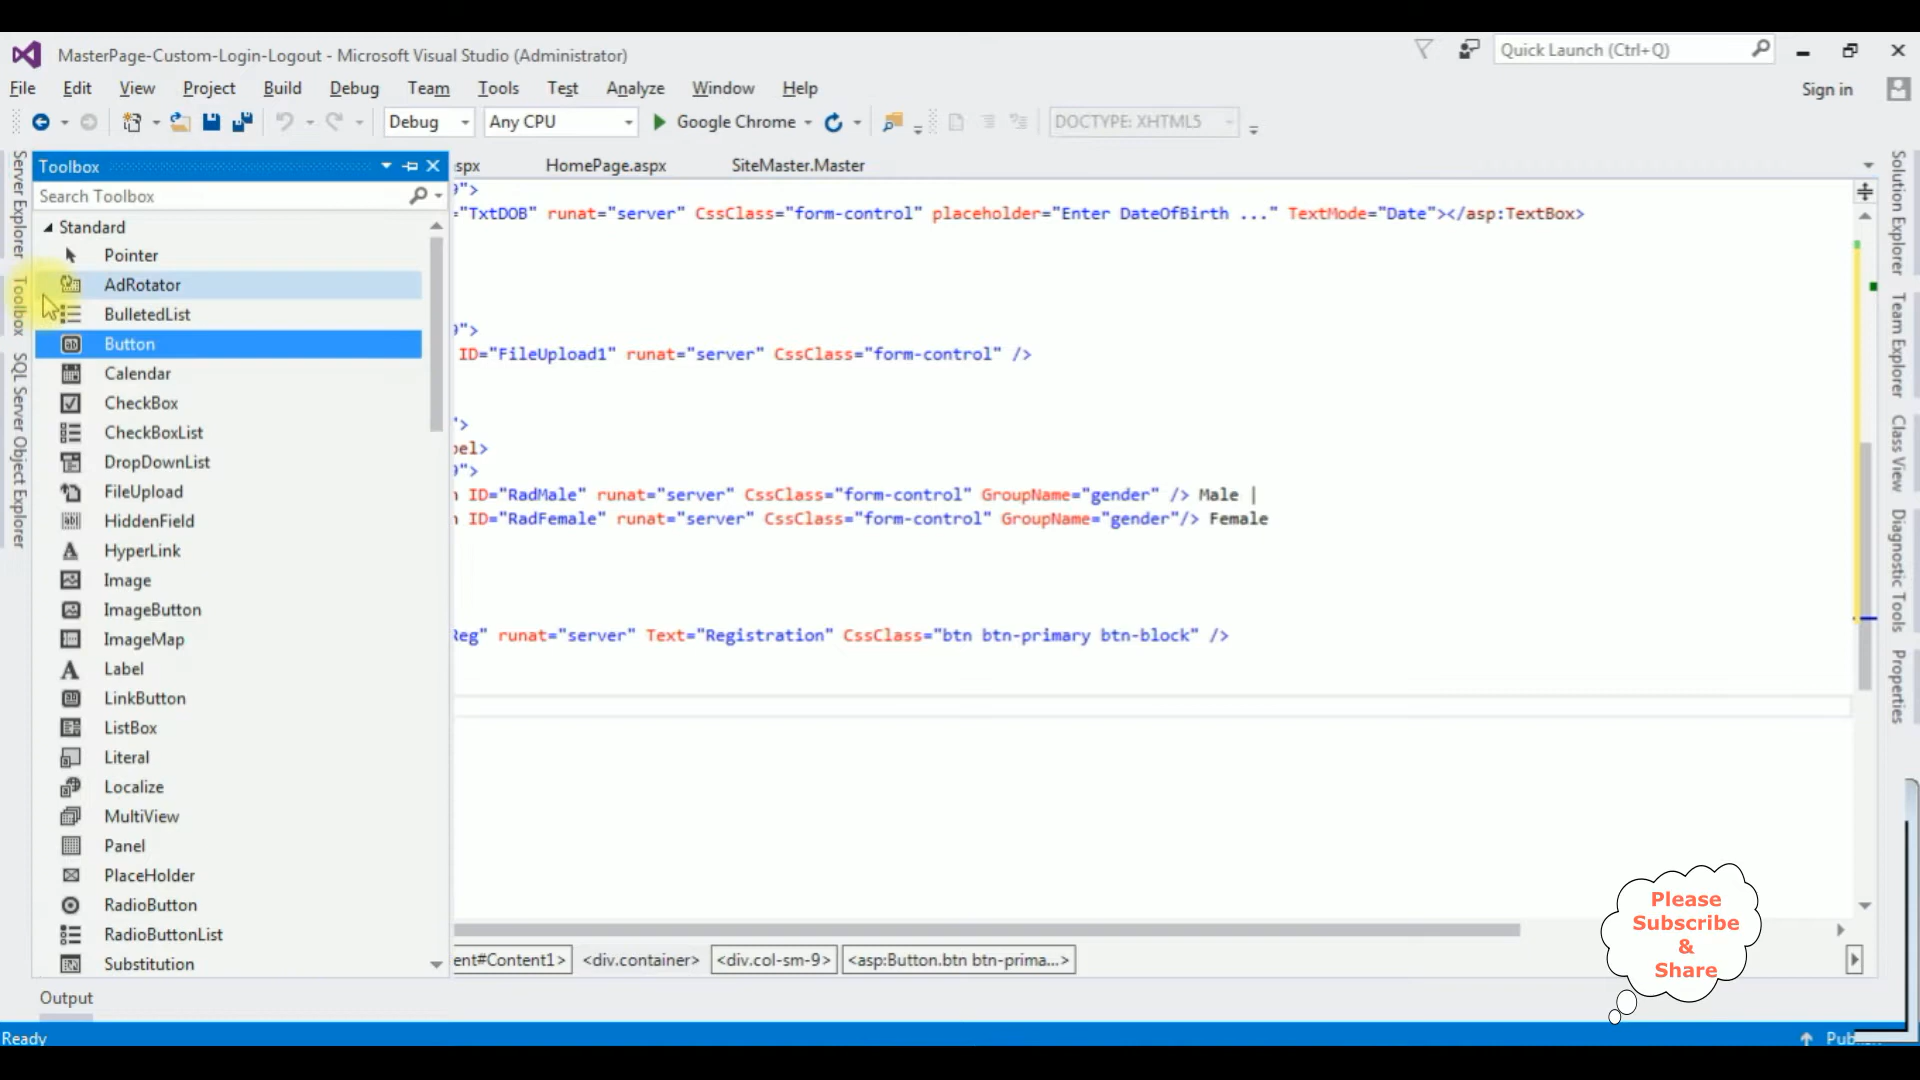 MasterPage-Custom-Login-Logout - Microsoft Visual Studio (Administrator)
Quick Launch (Ctrl+Q)
File Edit View Project Build Debug Team Tools Test Analyze Window Help
Sign in
Debug Any CPU Google Chrome DOCTYPE: XHTML5
Server Explorer
Toolbox
SQL Server Object Explorer
Toolbox
Search Toolbox
Standard
Pointer
AdRotator
BulletedList
Button
Calendar
CheckBox
CheckBoxList
DropDownList
FileUpload
HiddenField
HyperLink
Image
ImageButton
ImageMap
Label
LinkButton
ListBox
Literal
Localize
MultiView
Panel
PlaceHolder
RadioButton
RadioButtonList
Substitution
spx HomePage.aspx SiteMaster.Master
9">
="TxtDOB" runat="server" CssClass="form-control" placeholder="Enter DateOfBirth ..." TextMode="Date"></asp:TextBox>
9">
ID="FileUpload1" runat="server" CssClass="form-control" />
">
bel>
9">
n ID="RadMale" runat="server" CssClass="form-control" GroupName="gender" /> Male |
n ID="RadFemale" runat="server" CssClass="form-control" GroupName="gender"/> Female
Reg" runat="server" Text="Registration" CssClass="btn btn-primary btn-block" />
ent#Content1> <div.container> <div.col-sm-9> <asp:Button.btn btn-prima...>
Solution Explorer
Team Explorer
Class View
Diagnostic Tools
Properties
Please
Subscribe
&
Share
Output
Ready